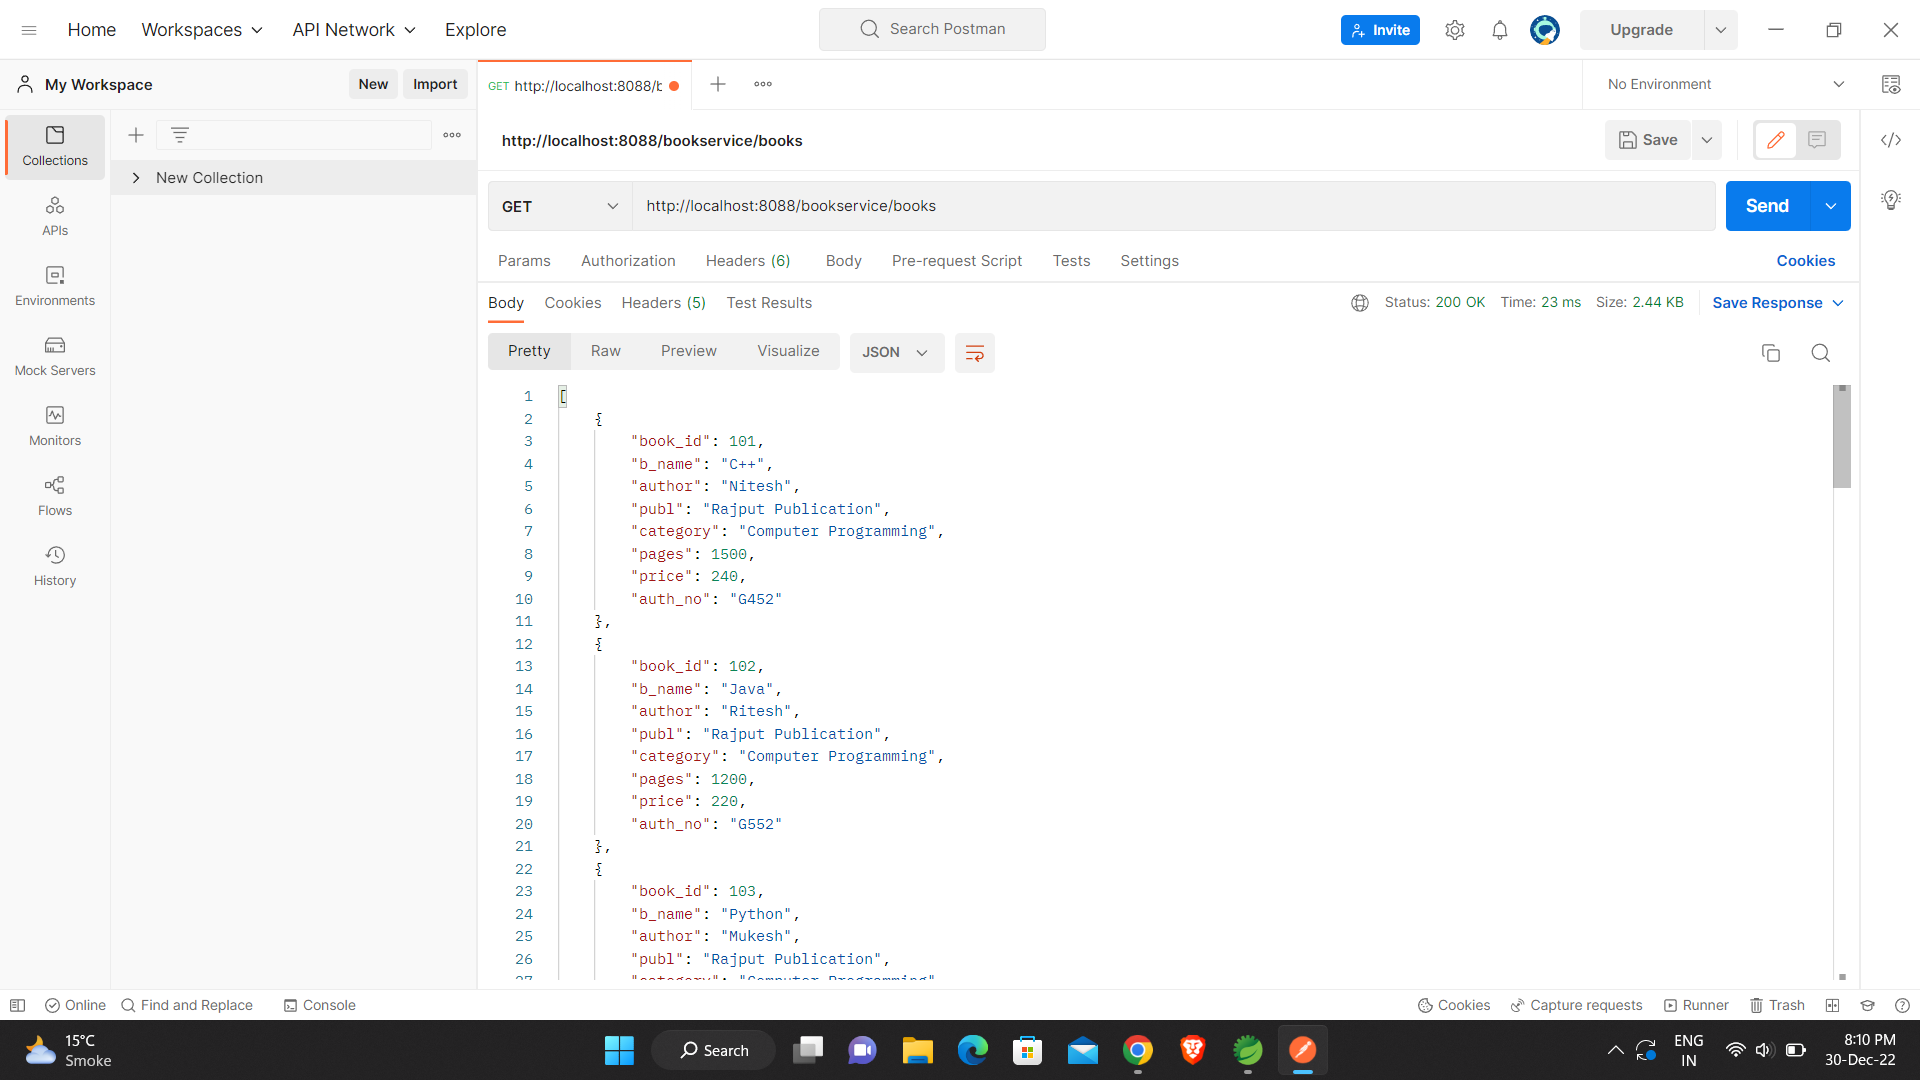 Home
Workspaces
API Network
Explore
Search Postman
Invite
Upgrade
My Workspace
New
Import
GET http://localhost:8088/b
No Environment
Collections
APIs
Environments
Mock Servers
Monitors
Flows
History
New Collection
http://localhost:8088/bookservice/books
Save
GET
http://localhost:8088/bookservice/books
Send
Params
Authorization
Headers (6)
Body
Pre-request Script
Tests
Settings
Cookies
Body
Cookies
Headers (5)
Test Results
Status: 200 OK
Time: 23 ms
Size: 2.44 KB
Save Response
Pretty
Raw
Preview
Visualize
JSON
1 [
2 {
3 "book_id": 101,
4 "b_name": "C++",
5 "author": "Nitesh",
6 "publ": "Rajput Publication",
7 "category": "Computer Programming",
8 "pages": 1500,
9 "price": 240,
10 "auth_no": "G452"
11 },
12 {
13 "book_id": 102,
14 "b_name": "Java",
15 "author": "Ritesh",
16 "publ": "Rajput Publication",
17 "category": "Computer Programming",
18 "pages": 1200,
19 "price": 220,
20 "auth_no": "G552"
21 },
22 {
23 "book_id": 103,
24 "b_name": "Python",
25 "author": "Mukesh",
26 "publ": "Rajput Publication",
27 "category": "Computer Programming"
Online
Find and Replace
Console
Cookies
Capture requests
Runner
Trash
15°C
Smoke
Search
ENG
IN
8:10 PM
30-Dec-22